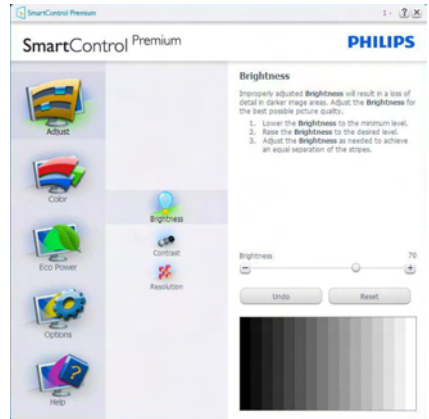 SmartControl Premium
1 - ? X
SmartControl Premium
PHILIPS
Adjust
Color
Eco Power
Options
Help
Brightness
Contrast
Resolution
Brightness
Improperly adjusted Brightness will result in a loss of
detail in darker image areas. Adjust the Brightness for
the best possible picture quality.
1. Lower the Brightness to the minimum level.
2. Raise the Brightness to the desired level.
3. Adjust the Brightness as needed to achieve
an equal separation of the stripes.
Brightness 70
Undo Reset